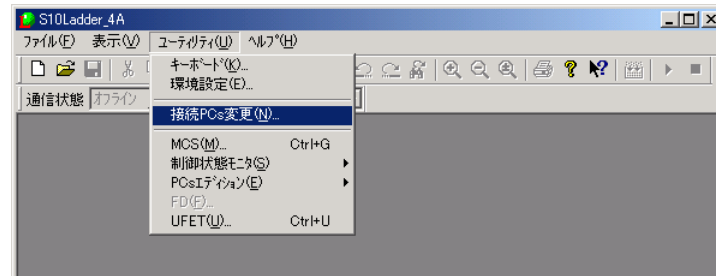 S10Ladder_4A
ファイル(F) 表示(V) ユーティリティ(U) ヘルプ(H)
キーボード(K)...
環境設定(E)...
通信状態 オフライン
接続PCs変更(N)...
MCS(M)... Ctrl+G
制御状態モニタ(S)
PCsエディション(E)
FD(F)...
UFET(U)... Ctrl+U